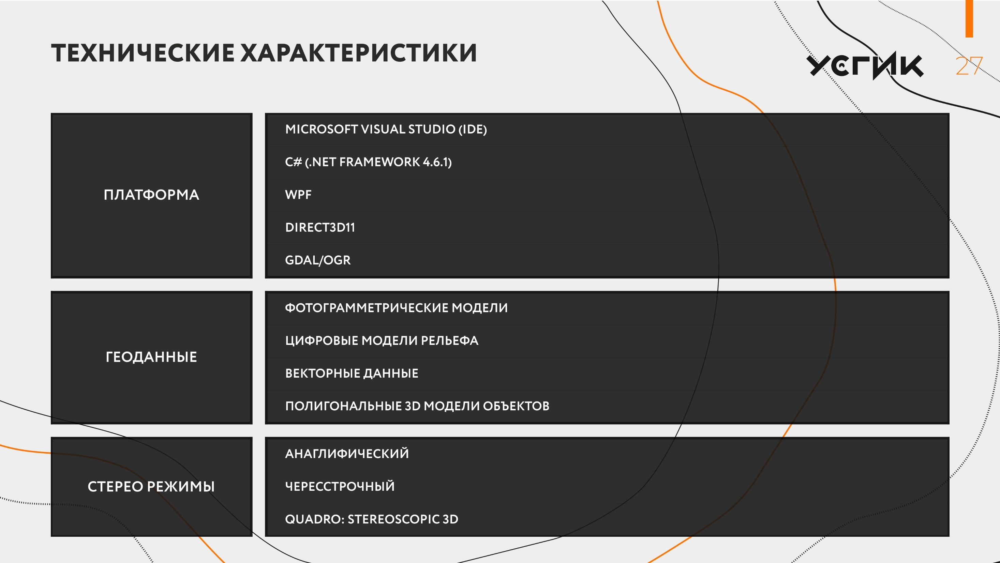 ТЕХНИЧЕСКИЕ ХАРАКТЕРИСТИКИ
УСГИК
27
ПЛАТФОРМА
MICROSOFT VISUAL STUDIO (IDE)
C# (.NET FRAMEWORK 4.6.1)
WPF
DIRECT3D11
GDAL/OGR
ГЕОДАННЫЕ
ФОТОГРАММЕТРИЧЕСКИЕ МОДЕЛИ
ЦИФРОВЫЕ МОДЕЛИ РЕЛЬЕФА
ВЕКТОРНЫЕ ДАННЫЕ
ПОЛИГОНАЛЬНЫЕ 3D МОДЕЛИ ОБЪЕКТОВ
СТЕРЕО РЕЖИМЫ
АНАГЛИФИЧЕСКИЙ
ЧЕРЕССТРОЧНЫЙ
QUADRO: STEREOSCOPIC 3D